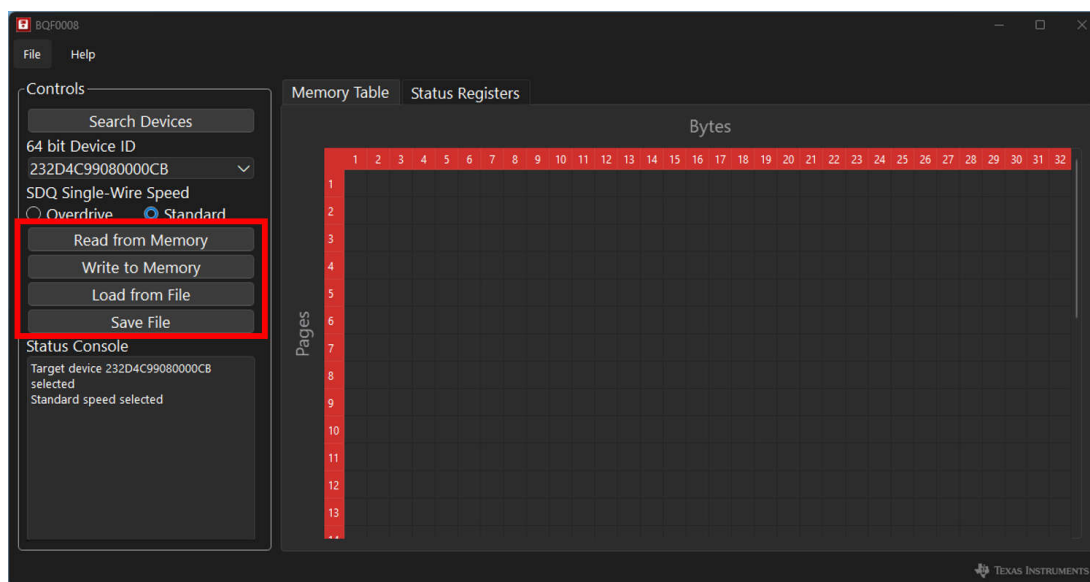 BQF0008
File Help
Controls
Search Devices
64 bit Device ID
232D4C99080000CB
SDQ Single-Wire Speed
Overdrive Standard
Read from Memory
Write to Memory
Load from File
Save File
Status Console
Target device 232D4C99080000CB
selected
Standard speed selected
Memory Table Status Registers
Bytes
1 2 3 4 5 6 7 8 9 10 11 12 13 14 15 16 17 18 19 20 21 22 23 24 25 26 27 28 29 30 31 32
Pages
1
2
3
4
5
6
7
8
9
10
11
12
13
14
TEXAS INSTRUMENTS